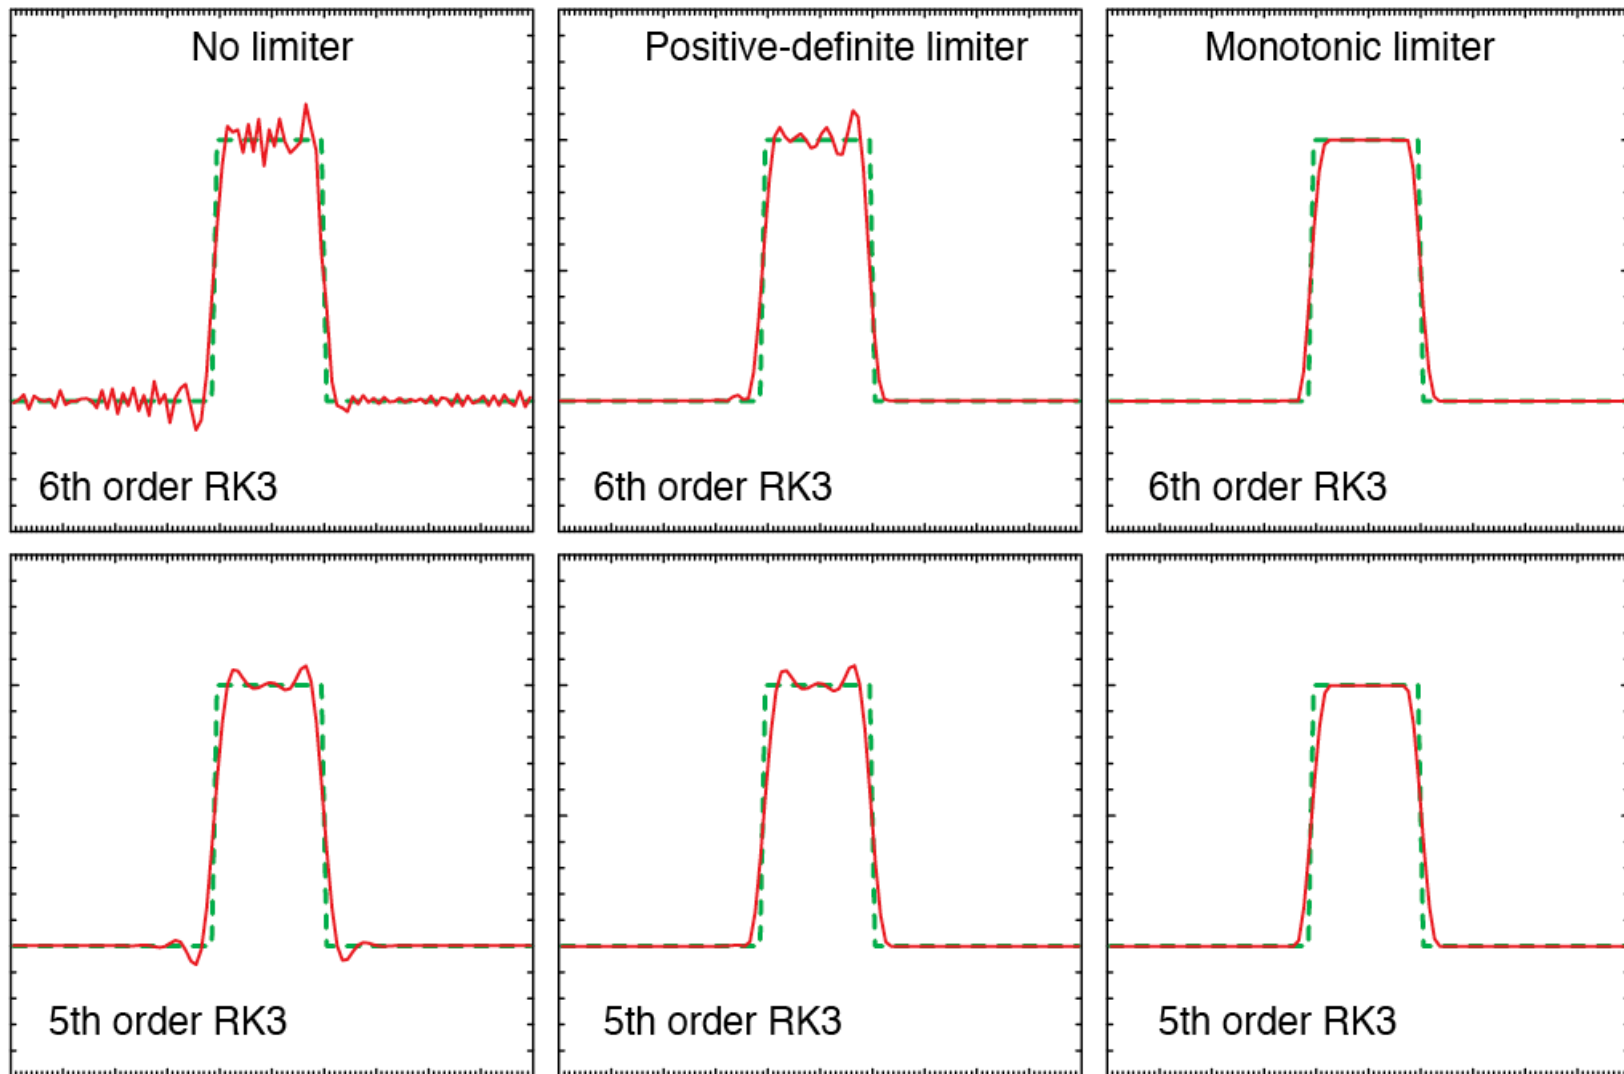 No limiter
Positive-definite limiter
Monotonic limiter
6th order RK3
6th order RK3
6th order RK3
5th order RK3
5th order RK3
5th order RK3